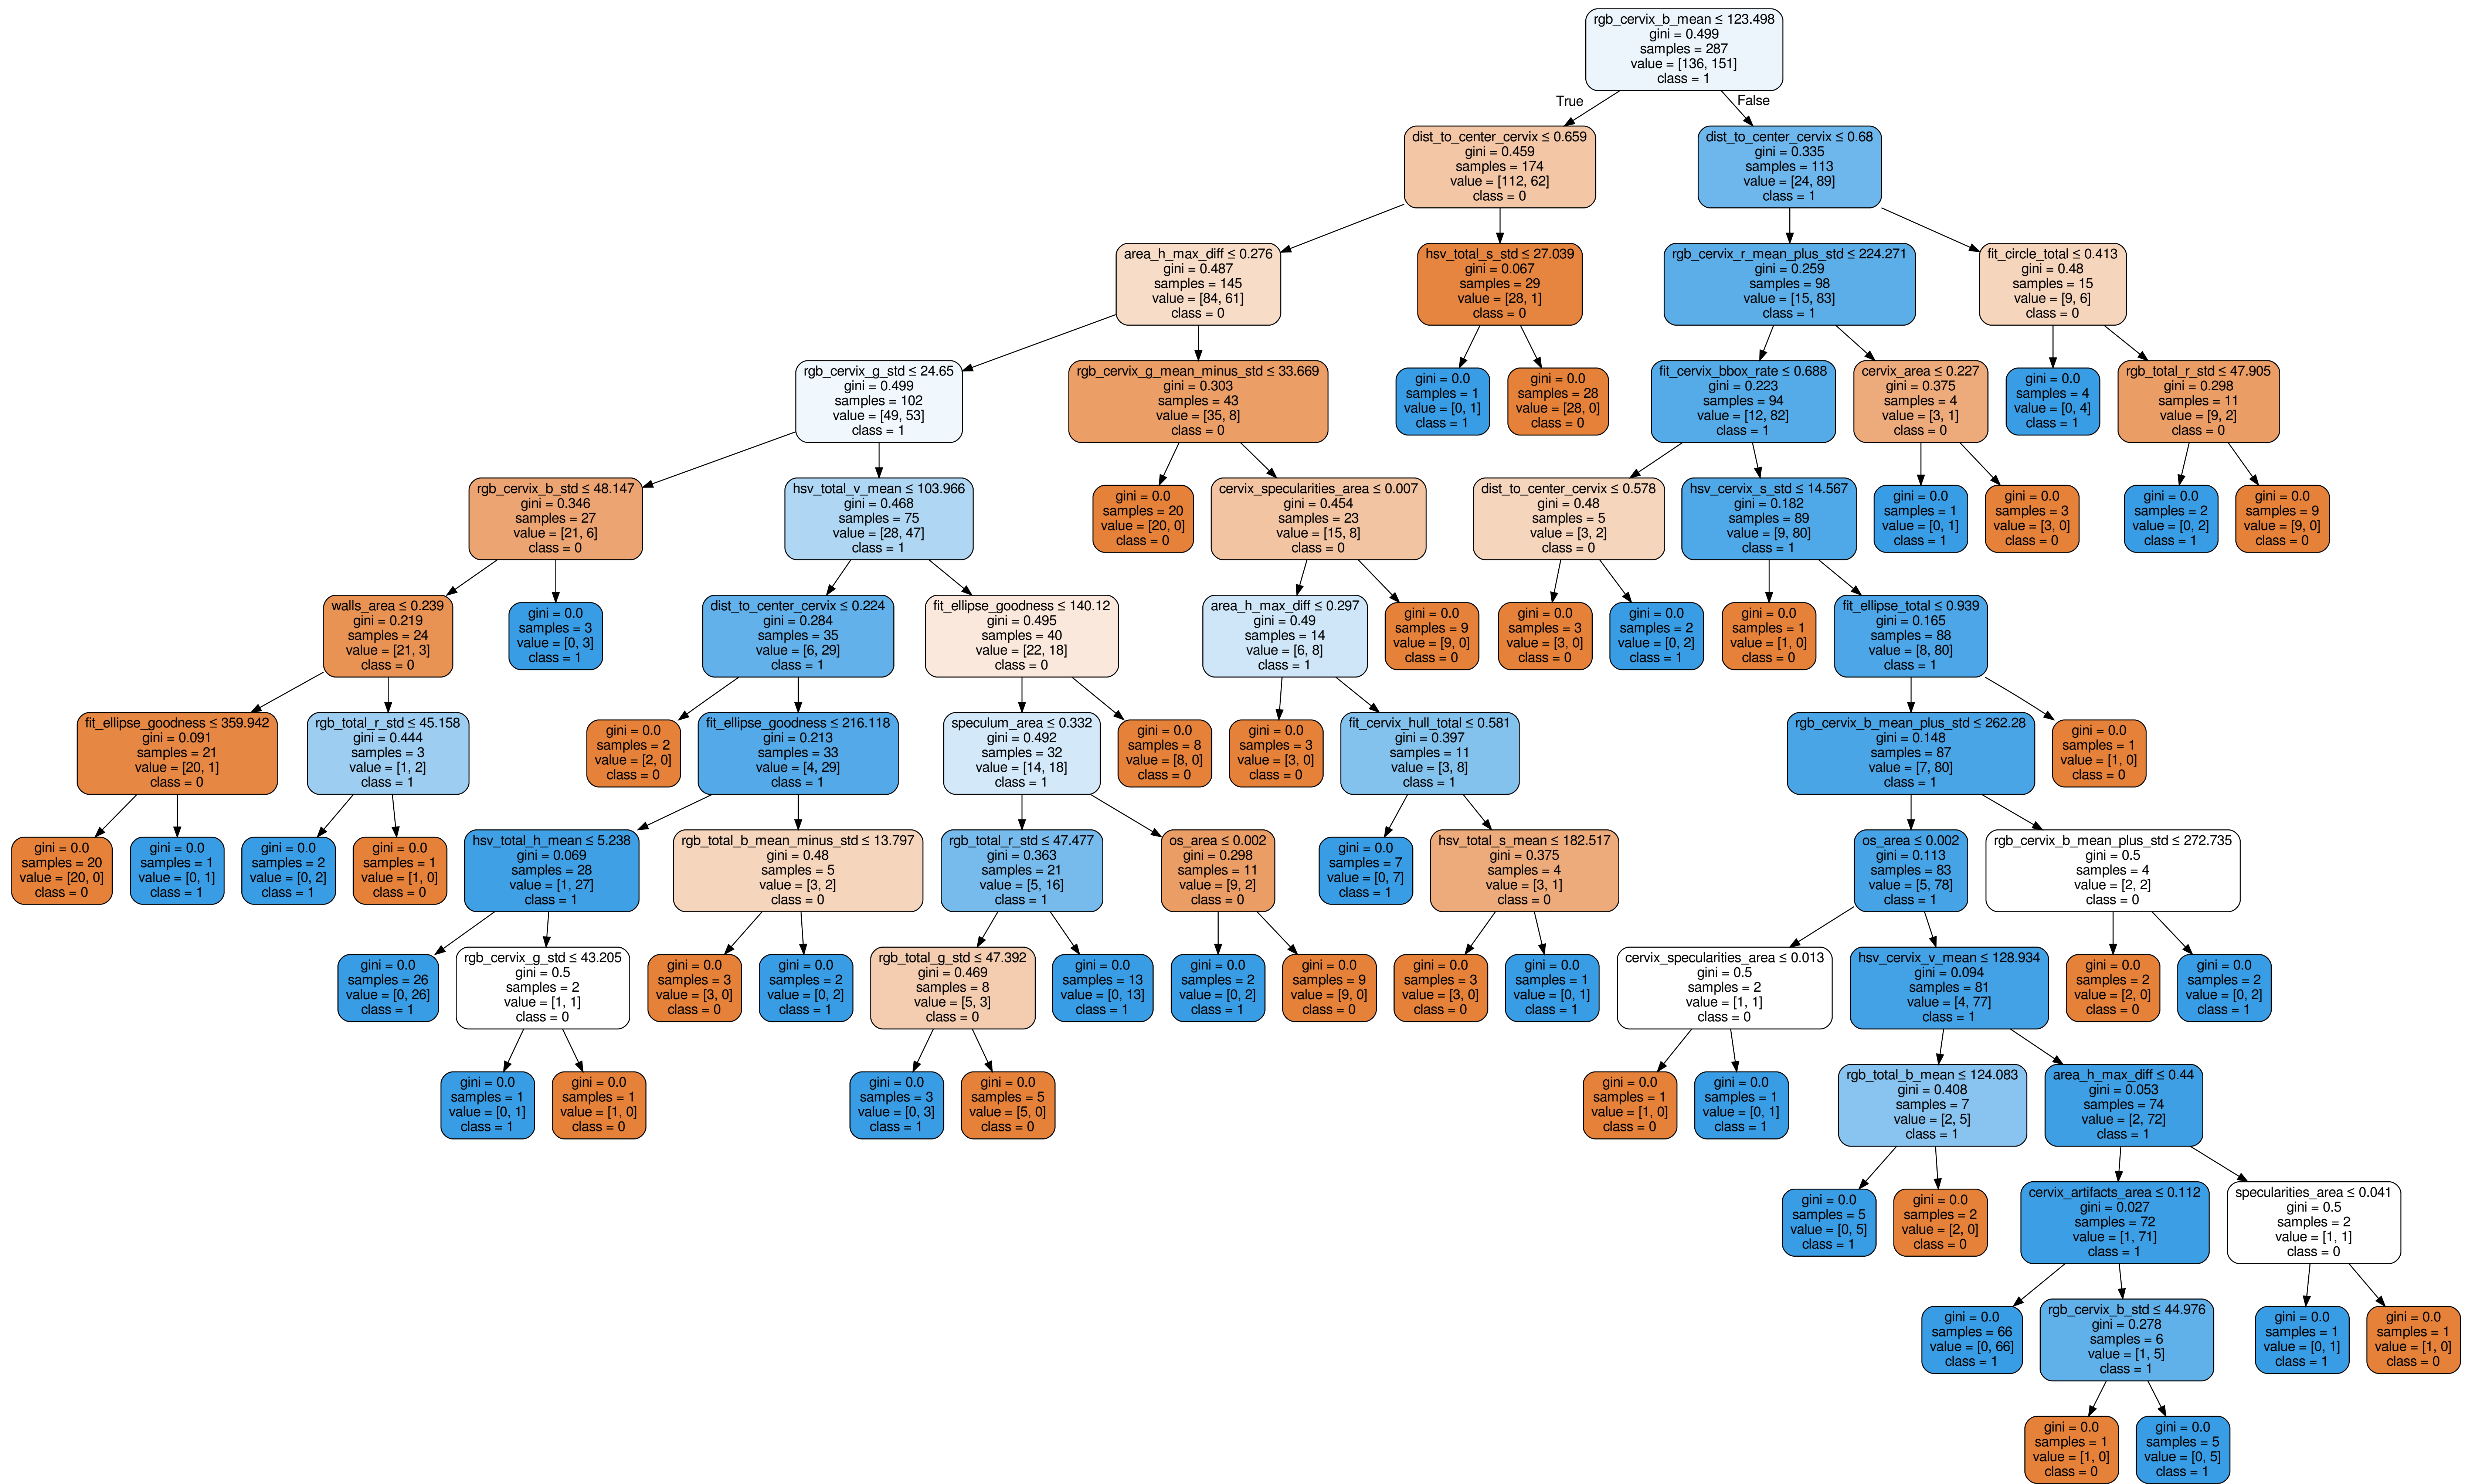 rgb_cervix_b_mean ≤ 123.498
gini = 0.499
samples = 287
value = [136, 151]
class = 1
True
False
dist_to_center_cervix ≤ 0.659
gini = 0.459
samples = 174
value = [112, 62]
class = 0
dist_to_center_cervix ≤ 0.68
gini = 0.335
samples = 113
value = [24, 89]
class = 1
area_h_max_diff ≤ 0.276
gini = 0.487
samples = 145
value = [84, 61]
class = 0
hsv_total_s_std ≤ 27.039
gini = 0.067
samples = 29
value = [28, 1]
class = 0
rgb_cervix_r_mean_plus_std ≤ 224.271
gini = 0.259
samples = 98
value = [15, 83]
class = 1
fit_circle_total ≤ 0.413
gini = 0.48
samples = 15
value = [9, 6]
class = 0
rgb_cervix_g_std ≤ 24.65
gini = 0.499
samples = 102
value = [49, 53]
class = 1
rgb_cervix_g_mean_minus_std ≤ 33.669
gini = 0.303
samples = 43
value = [35, 8]
class = 0
gini = 0.0
samples = 1
value = [0, 1]
class = 1
gini = 0.0
samples = 28
value = [28, 0]
class = 0
fit_cervix_bbox_rate ≤ 0.688
gini = 0.223
samples = 94
value = [12, 82]
class = 1
cervix_area ≤ 0.227
gini = 0.375
samples = 4
value = [3, 1]
class = 0
gini = 0.0
samples = 4
value = [0, 4]
class = 1
rgb_total_r_std ≤ 47.905
gini = 0.298
samples = 11
value = [9, 2]
class = 0
rgb_cervix_b_std ≤ 48.147
gini = 0.346
samples = 27
value = [21, 6]
class = 0
hsv_total_v_mean ≤ 103.966
gini = 0.468
samples = 75
value = [28, 47]
class = 1
gini = 0.0
samples = 20
value = [20, 0]
class = 0
cervix_specularities_area ≤ 0.007
gini = 0.454
samples = 23
value = [15, 8]
class = 0
dist_to_center_cervix ≤ 0.578
gini = 0.48
samples = 5
value = [3, 2]
class = 0
hsv_cervix_s_std ≤ 14.567
gini = 0.182
samples = 89
value = [9, 80]
class = 1
gini = 0.0
samples = 1
value = [0, 1]
class = 1
gini = 0.0
samples = 3
value = [3, 0]
class = 0
gini = 0.0
samples = 2
value = [0, 2]
class = 1
gini = 0.0
samples = 9
value = [9, 0]
class = 0
walls_area ≤ 0.239
gini = 0.219
samples = 24
value = [21, 3]
class = 0
gini = 0.0
samples = 3
value = [0, 3]
class = 1
dist_to_center_cervix ≤ 0.224
gini = 0.284
samples = 35
value = [6, 29]
class = 1
fit_ellipse_goodness ≤ 140.12
gini = 0.495
samples = 40
value = [22, 18]
class = 0
area_h_max_diff ≤ 0.297
gini = 0.49
samples = 14
value = [6, 8]
class = 1
gini = 0.0
samples = 9
value = [9, 0]
class = 0
gini = 0.0
samples = 3
value = [3, 0]
class = 0
gini = 0.0
samples = 2
value = [0, 2]
class = 1
gini = 0.0
samples = 1
value = [1, 0]
class = 0
fit_ellipse_total ≤ 0.939
gini = 0.165
samples = 88
value = [8, 80]
class = 1
fit_ellipse_goodness ≤ 359.942
gini = 0.091
samples = 21
value = [20, 1]
class = 0
rgb_total_r_std ≤ 45.158
gini = 0.444
samples = 3
value = [1, 2]
class = 1
gini = 0.0
samples = 2
value = [2, 0]
class = 0
fit_ellipse_goodness ≤ 216.118
gini = 0.213
samples = 33
value = [4, 29]
class = 1
speculum_area ≤ 0.332
gini = 0.492
samples = 32
value = [14, 18]
class = 1
gini = 0.0
samples = 8
value = [8, 0]
class = 0
gini = 0.0
samples = 3
value = [3, 0]
class = 0
fit_cervix_hull_total ≤ 0.581
gini = 0.397
samples = 11
value = [3, 8]
class = 1
rgb_cervix_b_mean_plus_std ≤ 262.28
gini = 0.148
samples = 87
value = [7, 80]
class = 1
gini = 0.0
samples = 1
value = [1, 0]
class = 0
gini = 0.0
samples = 20
value = [20, 0]
class = 0
gini = 0.0
samples = 1
value = [0, 1]
class = 1
gini = 0.0
samples = 2
value = [0, 2]
class = 1
gini = 0.0
samples = 1
value = [1, 0]
class = 0
hsv_total_h_mean ≤ 5.238
gini = 0.069
samples = 28
value = [1, 27]
class = 1
rgb_total_b_mean_minus_std ≤ 13.797
gini = 0.48
samples = 5
value = [3, 2]
class = 0
rgb_total_r_std ≤ 47.477
gini = 0.363
samples = 21
value = [5, 16]
class = 1
os_area ≤ 0.002
gini = 0.298
samples = 11
value = [9, 2]
class = 0
gini = 0.0
samples = 7
value = [0, 7]
class = 1
hsv_total_s_mean ≤ 182.517
gini = 0.375
samples = 4
value = [3, 1]
class = 0
os_area ≤ 0.002
gini = 0.113
samples = 83
value = [5, 78]
class = 1
rgb_cervix_b_mean_plus_std ≤ 272.735
gini = 0.5
samples = 4
value = [2, 2]
class = 0
gini = 0.0
samples = 26
value = [0, 26]
class = 1
rgb_cervix_g_std ≤ 43.205
gini = 0.5
samples = 2
value = [1, 1]
class = 0
gini = 0.0
samples = 3
value = [3, 0]
class = 0
gini = 0.0
samples = 2
value = [0, 2]
class = 1
rgb_total_g_std ≤ 47.392
gini = 0.469
samples = 8
value = [5, 3]
class = 0
gini = 0.0
samples = 13
value = [0, 13]
class = 1
gini = 0.0
samples = 2
value = [0, 2]
class = 1
gini = 0.0
samples = 9
value = [9, 0]
class = 0
gini = 0.0
samples = 3
value = [3, 0]
class = 0
gini = 0.0
samples = 1
value = [0, 1]
class = 1
cervix_specularities_area ≤ 0.013
gini = 0.5
samples = 2
value = [1, 1]
class = 0
hsv_cervix_v_mean ≤ 128.934
gini = 0.094
samples = 81
value = [4, 77]
class = 1
gini = 0.0
samples = 2
value = [2, 0]
class = 0
gini = 0.0
samples = 2
value = [0, 2]
class = 1
gini = 0.0
samples = 1
value = [0, 1]
class = 1
gini = 0.0
samples = 1
value = [1, 0]
class = 0
gini = 0.0
samples = 3
value = [0, 3]
class = 1
gini = 0.0
samples = 5
value = [5, 0]
class = 0
gini = 0.0
samples = 1
value = [1, 0]
class = 0
gini = 0.0
samples = 1
value = [0, 1]
class = 1
rgb_total_b_mean ≤ 124.083
gini = 0.408
samples = 7
value = [2, 5]
class = 1
area_h_max_diff ≤ 0.44
gini = 0.053
samples = 74
value = [2, 72]
class = 1
gini = 0.0
samples = 5
value = [0, 5]
class = 1
gini = 0.0
samples = 2
value = [2, 0]
class = 0
cervix_artifacts_area ≤ 0.112
gini = 0.027
samples = 72
value = [1, 71]
class = 1
specularities_area ≤ 0.041
gini = 0.5
samples = 2
value = [1, 1]
class = 0
gini = 0.0
samples = 66
value = [0, 66]
class = 1
rgb_cervix_b_std ≤ 44.976
gini = 0.278
samples = 6
value = [1, 5]
class = 1
gini = 0.0
samples = 1
value = [0, 1]
class = 1
gini = 0.0
samples = 1
value = [1, 0]
class = 0
gini = 0.0
samples = 1
value = [1, 0]
class = 0
gini = 0.0
samples = 5
value = [0, 5]
class = 1